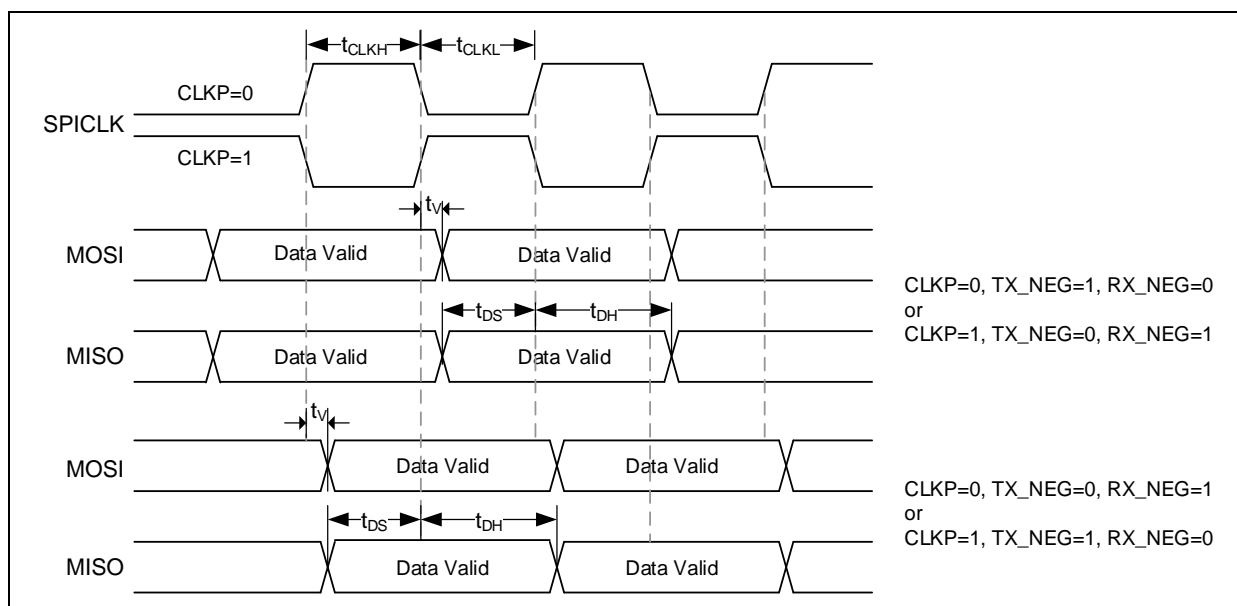 tCLKH tCLKL
CLKP=0
SPICLK
CLKP=1
tV
MOSI Data Valid Data Valid
CLKP=0, TX_NEG=1, RX_NEG=0
or
CLKP=1, TX_NEG=0, RX_NEG=1
tDS tDH
MISO Data Valid Data Valid
tV
MOSI Data Valid Data Valid
CLKP=0, TX_NEG=0, RX_NEG=1
or
CLKP=1, TX_NEG=1, RX_NEG=0
tDS tDH
MISO Data Valid Data Valid